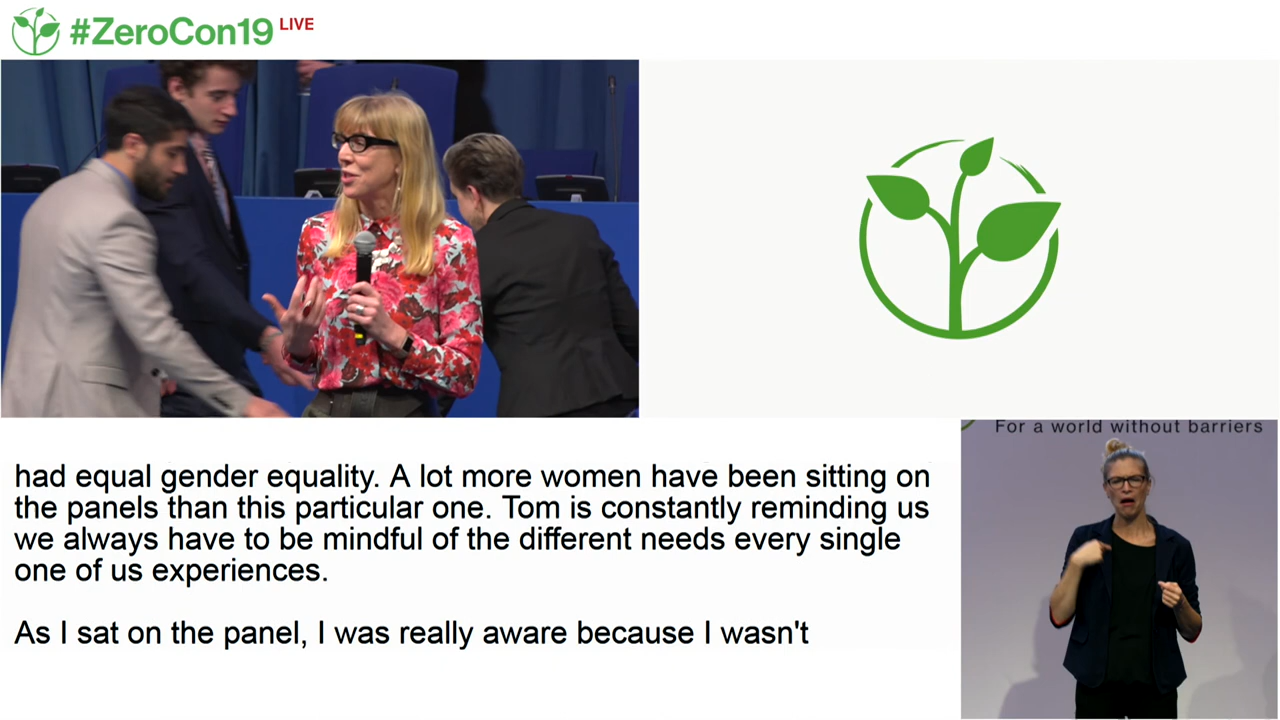 #ZeroCon19 LIVE
For a world without barriers
had equal gender equality. A lot more women have been sitting on
the panels than this particular one. Tom is constantly reminding us
we always have to be mindful of the different needs every single
one of us experiences.
As I sat on the panel, I was really aware because I wasn't